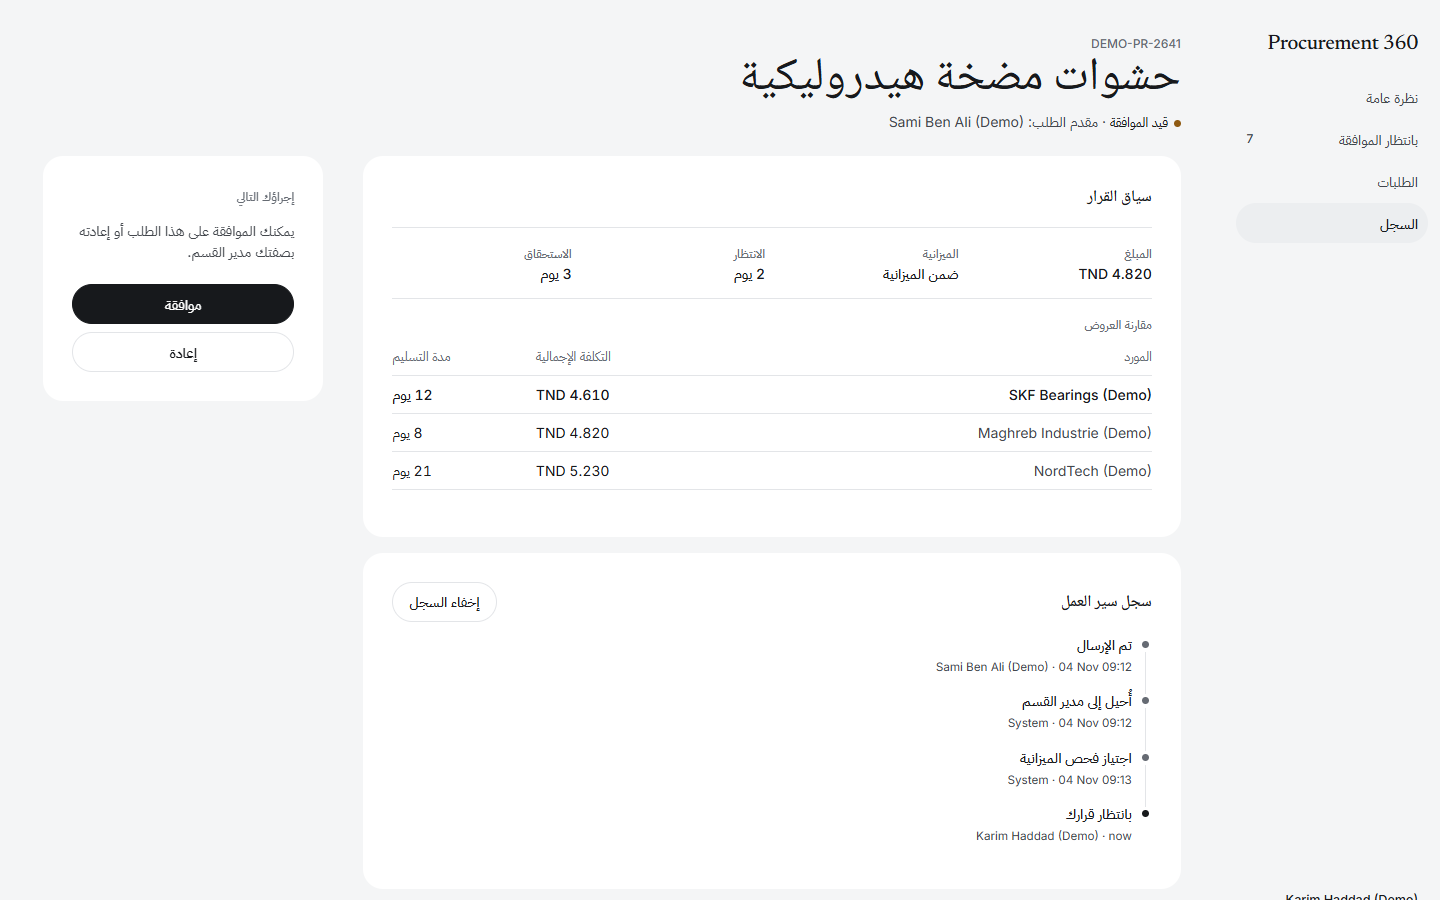 Procurement 360
نظرة عامة
بانتظار الموافقة 7
الطلبات
السجل
DEMO-PR-2641
حشوات مضخة هيدروليكية
قيد الموافقة · مقدم الطلب: Sami Ben Ali (Demo)
سياق القرار
المبلغ الميزانية الانتظار الاستحقاق
TND 4.820 ضمن الميزانية 2 يوم 3 يوم
مقارنة العروض
المورد التكلفة الإجمالية مدة التسليم
SKF Bearings (Demo) TND 4.610 12 يوم
Maghreb Industrie (Demo) TND 4.820 8 يوم
NordTech (Demo) TND 5.230 21 يوم
سجل سير العمل
إخفاء السجل
تم الإرسال
Sami Ben Ali (Demo) · 04 Nov 09:12
أُحيل إلى مدير القسم
System · 04 Nov 09:12
اجتياز فحص الميزانية
System · 04 Nov 09:13
بانتظار قرارك
Karim Haddad (Demo) · now
إجراؤك التالي
يمكنك الموافقة على هذا الطلب أو إعادته
بصفتك مدير القسم.
موافقة
إعادة
Karim Haddad (Demo)